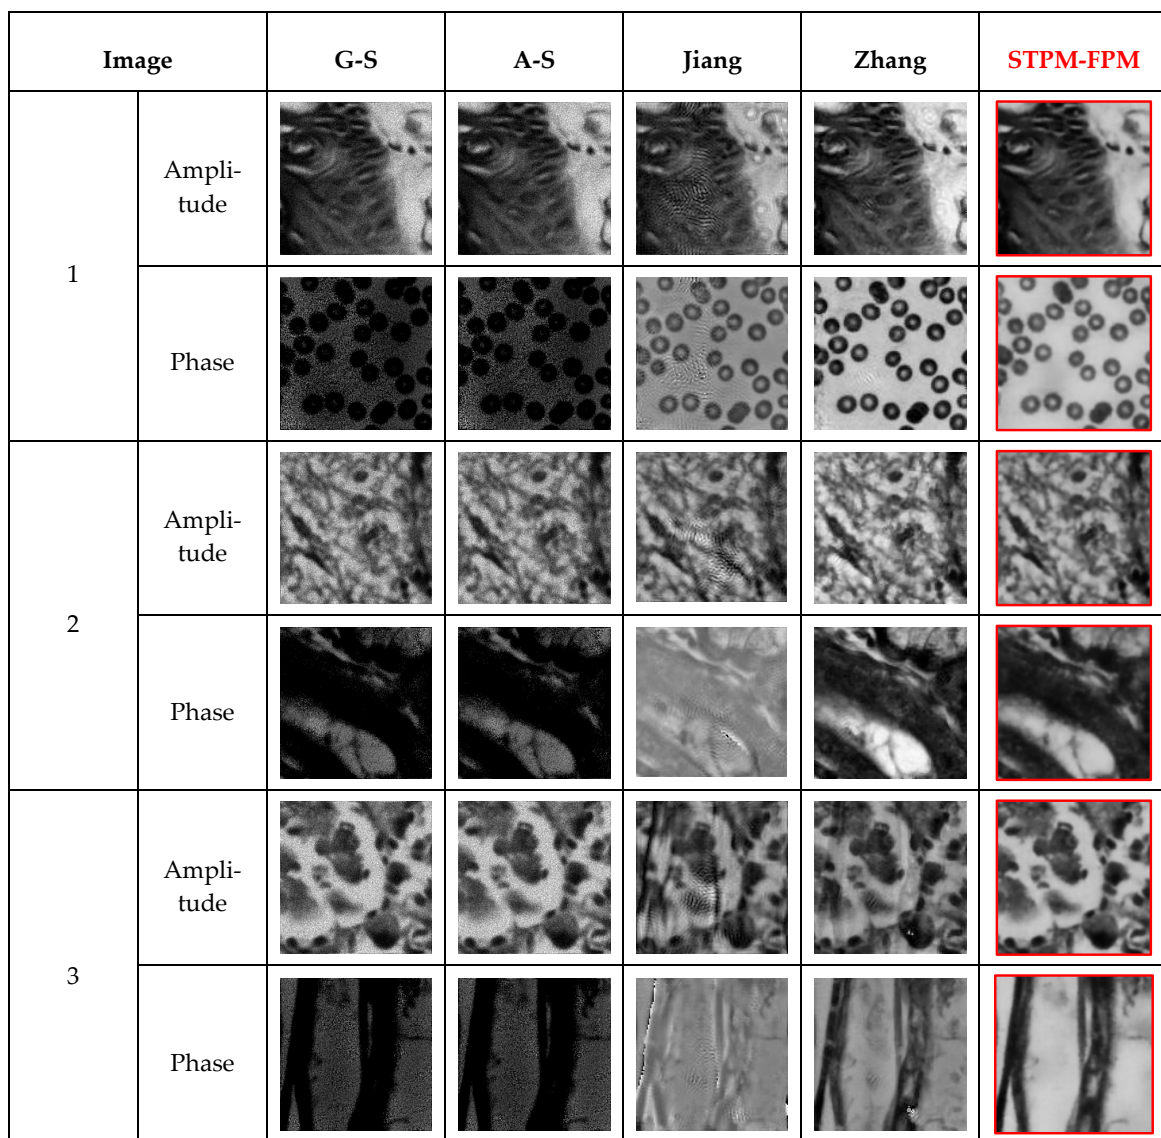 Image G-S A-S Jiang Zhang STPM-FPM
1
Ampli-
tude
Phase
2
Ampli-
tude
Phase
3
Ampli-
tude
Phase